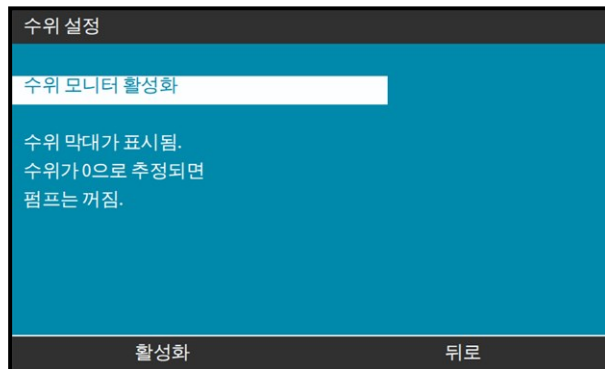 수위 설정
수위 모니터 활성화
수위 막대가 표시됨.
수위가 0으로 추정되면
펌프는 꺼짐.
활성화 뒤로